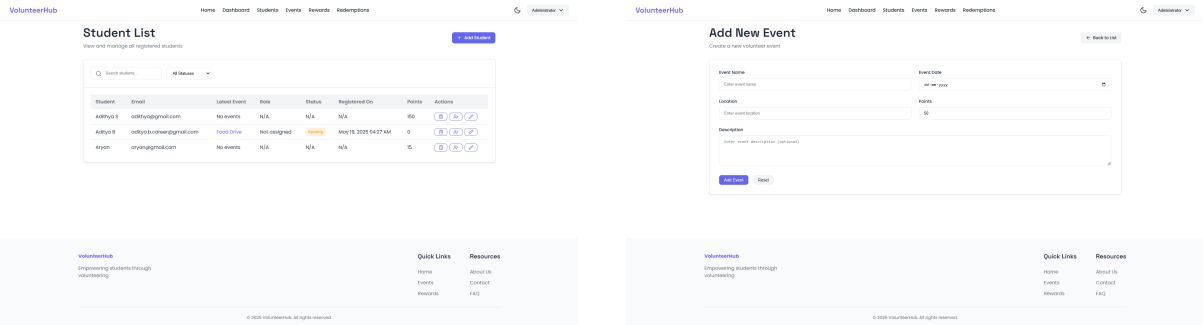 VolunteerHub
Home Dashboard Students Events Rewards Redemptions
Administrator
Student List
View and manage all registered students
+ Add Student
Search students...
All Statuses
Student Email Latest Event Role Status Registered On Points Actions
Adithya S adithya@gmail.com No events N/A N/A N/A 150
Aditya B aditya.b.career@gmail.com Food Drive Not assigned Pending May 19, 2025 04:27 AM 0
Aryan aryan@gmail.com No events N/A N/A N/A 15
VolunteerHub
Empowering students through
volunteering
Quick Links
Home
Events
Rewards
Resources
About Us
Contact
FAQ
© 2025 VolunteerHub. All rights reserved.
VolunteerHub
Home Dashboard Students Events Rewards Redemptions
Administrator
Add New Event
Create a new volunteer event
← Back to List
Event Name
Enter event name
Event Date
dd-mm-yyyy
Location
Enter event location
Points
50
Description
Enter event description (optional)
Add Event
Reset
VolunteerHub
Empowering students through
volunteering
Quick Links
Home
Events
Rewards
Resources
About Us
Contact
FAQ
© 2025 VolunteerHub. All rights reserved.